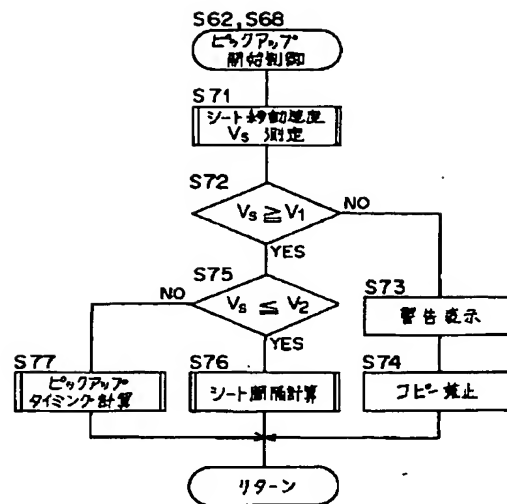 S62, S68
ピックアップ
開始制御
S71
シート移動速度
Vs 測定
S72
Vs ≧ V1
NO
YES
S75
Vs ≦ V2
NO
YES
S73
警告表示
S77
ピックアップ
タイミング計算
S76
シート間隔計算
S74
コピー禁止
リターン